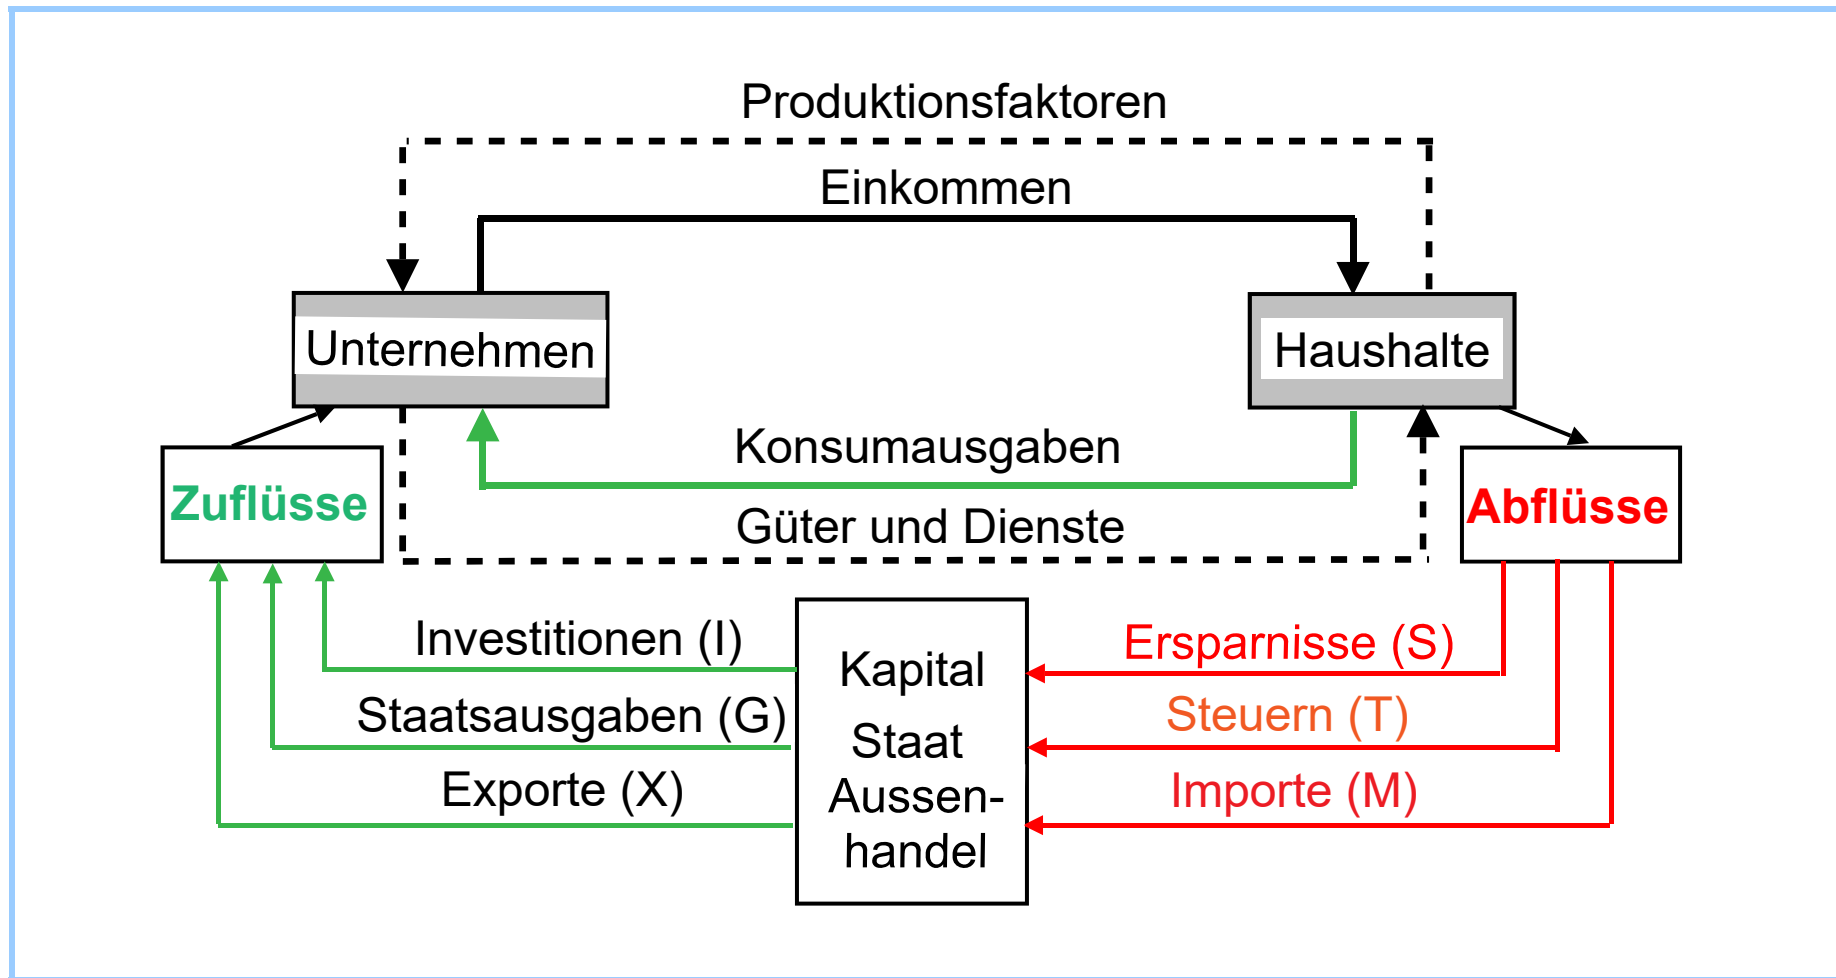 Produktionsfaktoren
Einkommen
Unternehmen
Haushalte
Konsumausgaben
Zuflüsse
Abflüsse
Güter und Dienste
Investitionen (I)
Kapital
Ersparnisse (S)
Staatsausgaben (G)
Staat
Steuern (T)
Exporte (X)
Aussen-
handel
Importe (M)